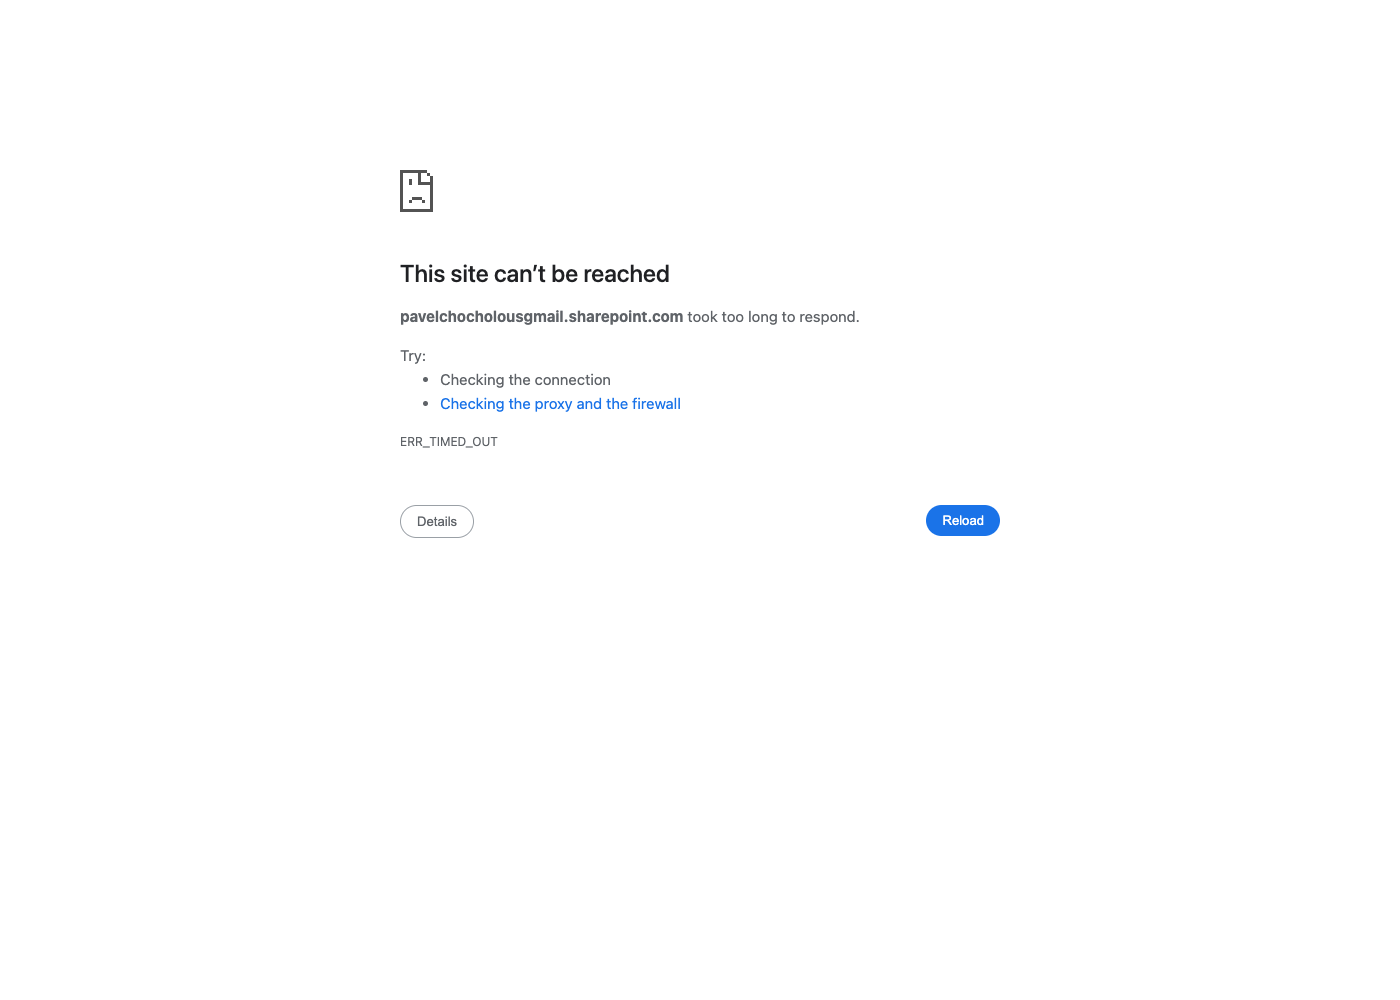 This site can’t be reached
pavelchocholousgmail.sharepoint.com took too long to respond.
Try:
Checking the connection
Checking the proxy and the firewall
ERR_TIMED_OUT
Details
Reload